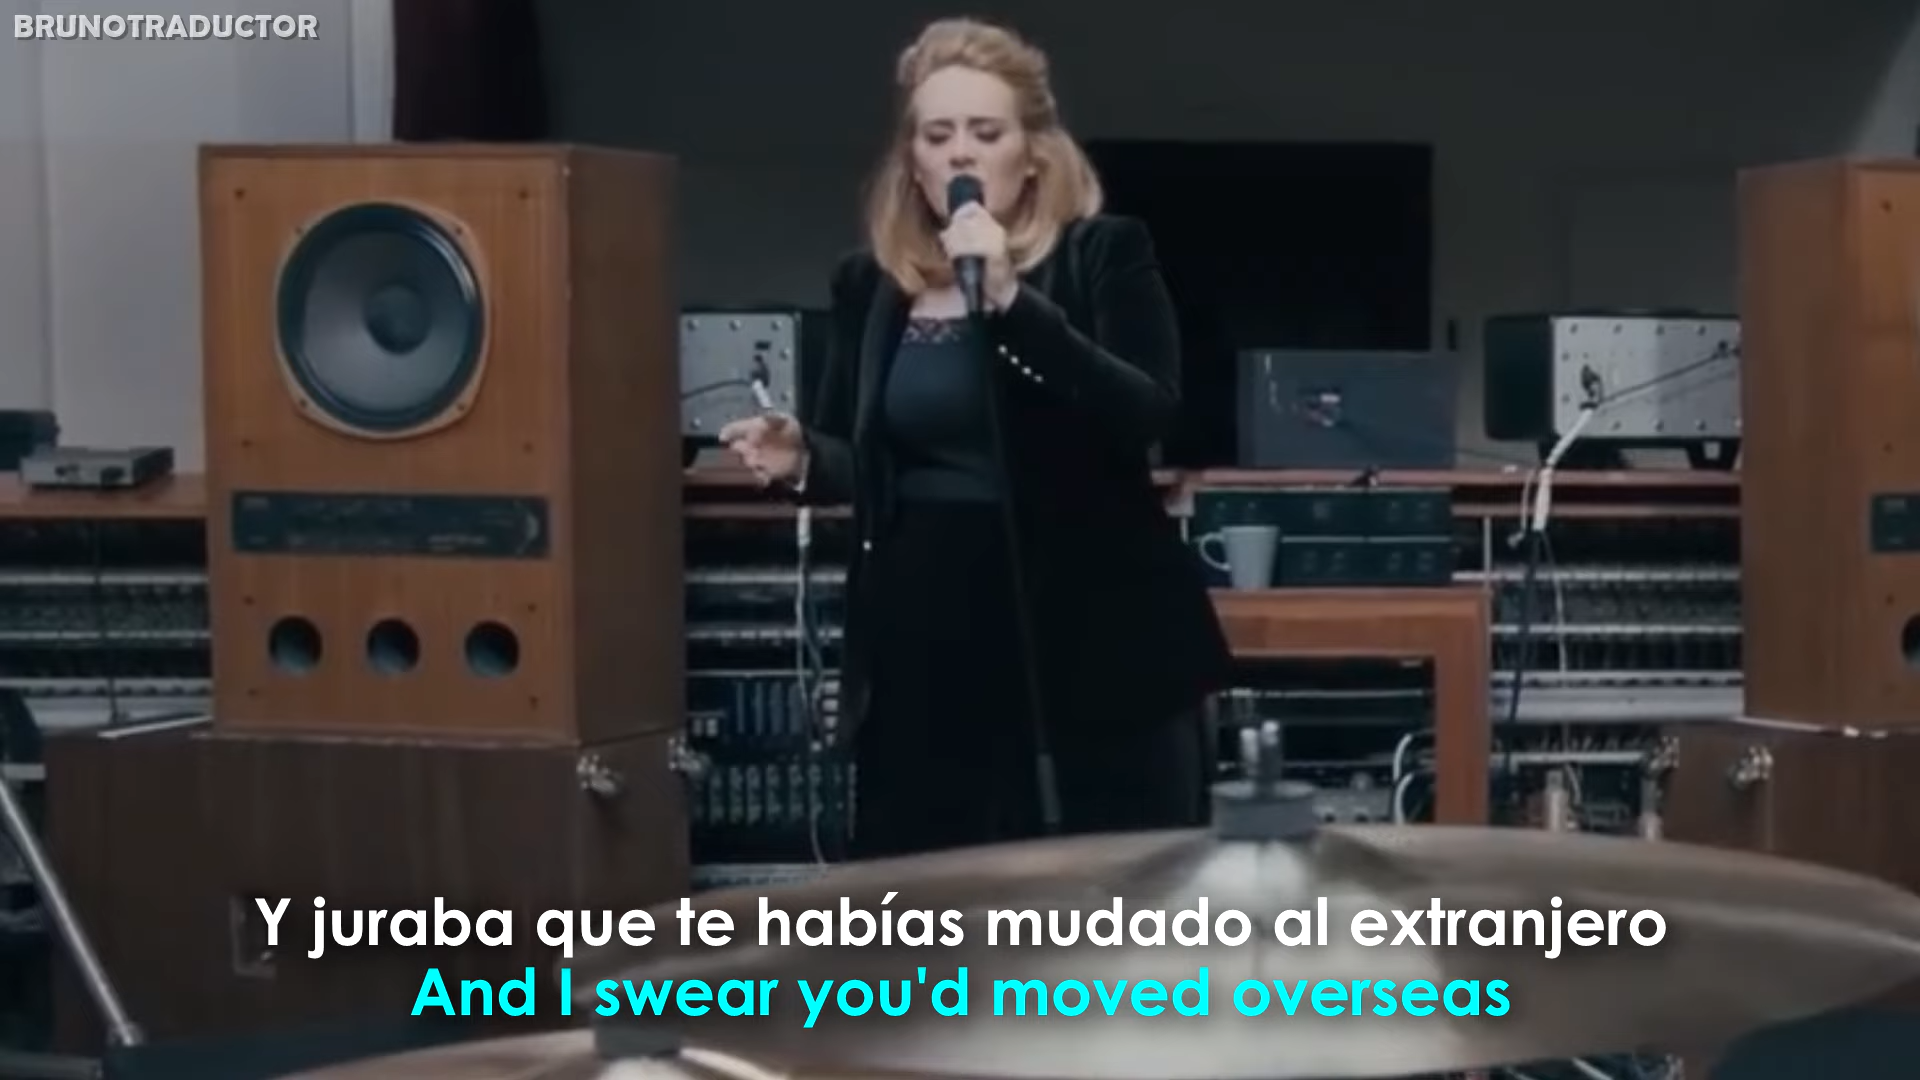 BRUNOTRADUCTOR
Y juraba que te habías mudado al extranjero
And I swear you'd moved overseas